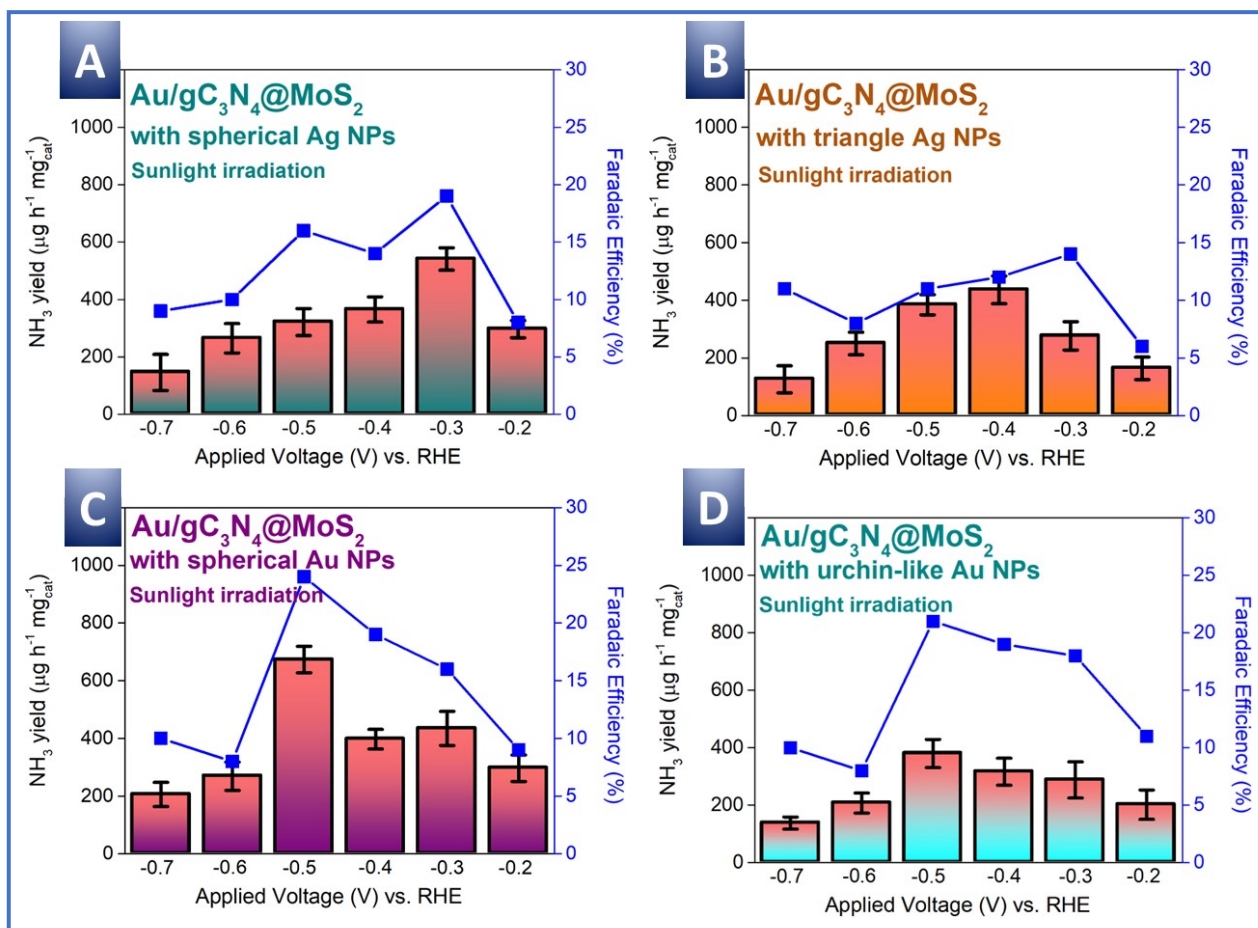 A
Au/gC₃N₄@MoS₂
with spherical Ag NPs
Sunlight irradiation
NH₃ yield (μg h⁻¹ mg⁻¹cat)
0
200
400
600
800
1000
Faradaic Efficiency (%)
0
5
10
15
20
25
30
-0.7 -0.6 -0.5 -0.4 -0.3 -0.2
Applied Voltage (V) vs. RHE
B
Au/gC₃N₄@MoS₂
with triangle Ag NPs
Sunlight irradiation
NH₃ yield (μg h⁻¹ mg⁻¹cat)
0
200
400
600
800
1000
Faradaic Efficiency (%)
0
5
10
15
20
25
30
-0.7 -0.6 -0.5 -0.4 -0.3 -0.2
Applied Voltage (V) vs. RHE
C
Au/gC₃N₄@MoS₂
with spherical Au NPs
Sunlight irradiation
NH₃ yield (μg h⁻¹ mg⁻¹cat)
0
200
400
600
800
1000
Faradaic Efficiency (%)
0
5
10
15
20
25
30
-0.7 -0.6 -0.5 -0.4 -0.3 -0.2
Applied Voltage (V) vs. RHE
D
Au/gC₃N₄@MoS₂
with urchin-like Au NPs
Sunlight irradiation
NH₃ yield (μg h⁻¹ mg⁻¹cat)
0
200
400
600
800
1000
Faradaic Efficiency (%)
0
5
10
15
20
25
30
-0.7 -0.6 -0.5 -0.4 -0.3 -0.2
Applied Voltage (V) vs. RHE